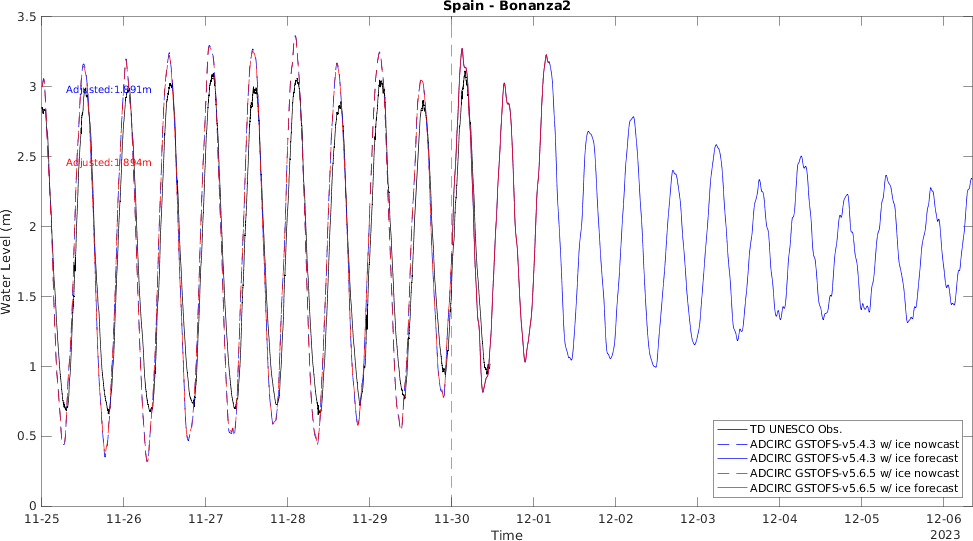 Spain - Bonanza2
3.5
3
2.5
2
1.5
1
0.5
0
Water Level (m)
Adjusted:1.891m
Adjusted:1.894m
TD UNESCO Obs.
ADCIRC GSTOFS-v5.4.3 w/ ice nowcast
ADCIRC GSTOFS-v5.4.3 w/ ice forecast
ADCIRC GSTOFS-v5.6.5 w/ ice nowcast
ADCIRC GSTOFS-v5.6.5 w/ ice forecast
11-25 11-26 11-27 11-28 11-29 11-30 12-01 12-02 12-03 12-04 12-05 12-06
2023
Time